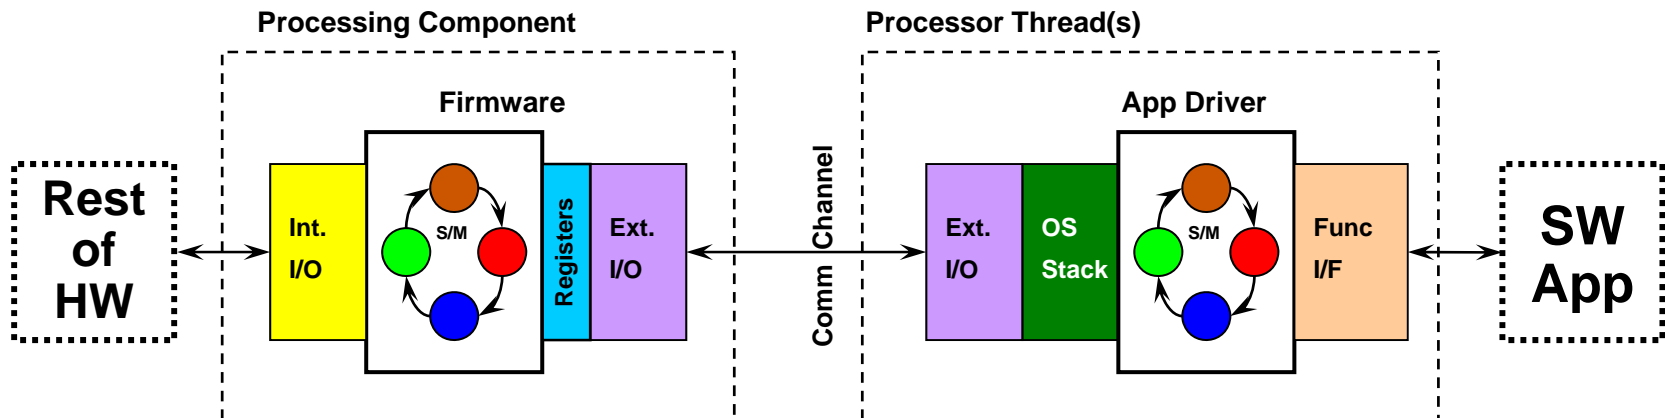 Processing Component
Processor Thread(s)
Firmware
App Driver
Rest
of
HW
Int.
I/O
S/M
Registers
Ext.
I/O
Comm Channel
Ext.
I/O
OS
Stack
S/M
Func
I/F
SW
App